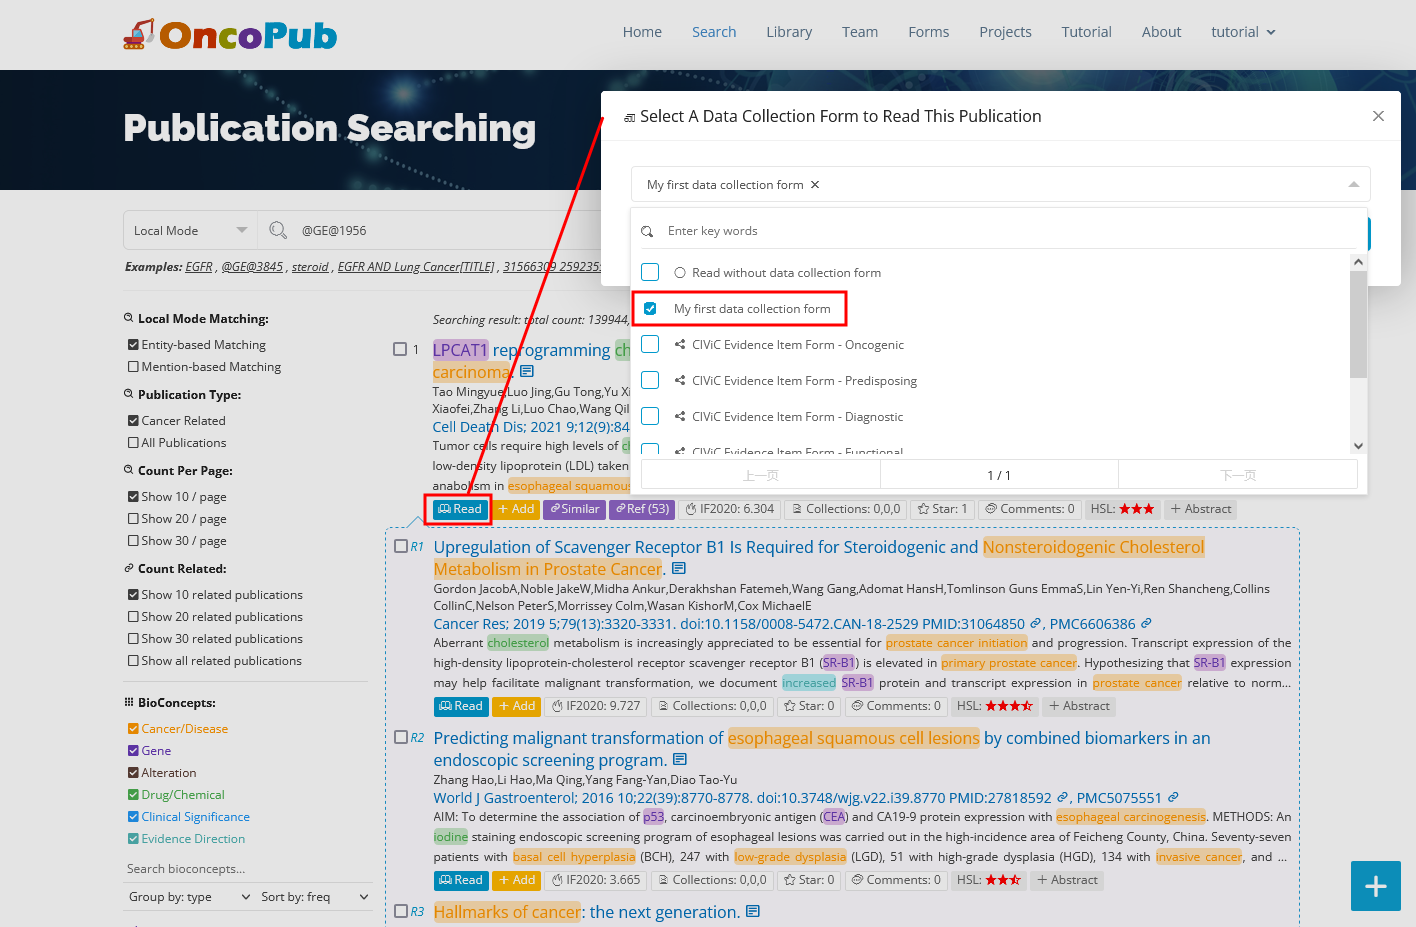 OncoPub
Home Search Library Team Forms Projects Tutorial About tutorial
Publication Searching
Select A Data Collection Form to Read This Publication
My first data collection form ×
Enter key words
Read without data collection form
My first data collection form
CIViC Evidence Item Form - Oncogenic
CIViC Evidence Item Form - Predisposing
CIViC Evidence Item Form - Diagnostic
CIViC Evidence Item Form - Functional
上一页 1 / 1 下一页
Local Mode @GE@1956
Examples: EGFR , @GE@3845 , steroid , EGFR AND Lung Cancer[TITLE] , 31566309 259235
Local Mode Matching:
Entity-based Matching
Mention-based Matching
Publication Type:
Cancer Related
All Publications
Count Per Page:
Show 10 / page
Show 20 / page
Show 30 / page
Count Related:
Show 10 related publications
Show 20 related publications
Show 30 related publications
Show all related publications
BioConcepts:
Cancer/Disease
Gene
Alteration
Drug/Chemical
Clinical Significance
Evidence Direction
Search bioconcepts...
Group by: type Sort by: freq
Searching result: total count: 139944,
1 LPCAT1 reprogramming ch
carcinoma.
Tao Mingyue,Luo Jing,Gu Tong,Yu Xi
Xiaofei,Zhang Li,Luo Chao,Wang Qil
Cell Death Dis; 2021 9;12(9):84
Tumor cells require high levels of c
low-density lipoprotein (LDL) taken
anabolism in esophageal squamous
Read + Add Similar Ref (53) IF2020: 6.304 Collections: 0,0,0 Star: 1 Comments: 0 HSL: ★★★ + Abstract
R1 Upregulation of Scavenger Receptor B1 Is Required for Steroidogenic and Nonsteroidogenic Cholesterol
Metabolism in Prostate Cancer.
Gordon JacobA,Noble JakeW,Midha Ankur,Derakhshan Fatemeh,Wang Gang,Adomat HansH,Tomlinson Guns EmmaS,Lin Yen-Yi,Ren Shancheng,Collins
CollinC,Nelson PeterS,Morrissey Colm,Wasan KishorM,Cox MichaelE
Cancer Res; 2019 5;79(13):3320-3331. doi:10.1158/0008-5472.CAN-18-2529 PMID:31064850 , PMC6606386
Aberrant cholesterol metabolism is increasingly appreciated to be essential for prostate cancer initiation and progression. Transcript expression of the
high-density lipoprotein-cholesterol receptor scavenger receptor B1 (SR-B1) is elevated in primary prostate cancer. Hypothesizing that SR-B1 expression
may help facilitate malignant transformation, we document increased SR-B1 protein and transcript expression in prostate cancer relative to norm...
Read + Add IF2020: 9.727 Collections: 0,0,0 Star: 0 Comments: 0 HSL: + Abstract
R2 Predicting malignant transformation of esophageal squamous cell lesions by combined biomarkers in an
endoscopic screening program.
Zhang Hao,Li Hao,Ma Qing,Yang Fang-Yan,Diao Tao-Yu
World J Gastroenterol; 2016 10;22(39):8770-8778. doi:10.3748/wjg.v22.i39.8770 PMID:27818592 , PMC5075551
AIM: To determine the association of p53, carcinoembryonic antigen (CEA) and CA19-9 protein expression with esophageal carcinogenesis. METHODS: An
iodine staining endoscopic screening program of esophageal lesions was carried out in the high-incidence area of Feicheng County, China. Seventy-seven
patients with basal cell hyperplasia (BCH), 247 with low-grade dysplasia (LGD), 51 with high-grade dysplasia (HGD), 134 with invasive cancer, and ...
Read + Add IF2020: 3.665 Collections: 0,0,0 Star: 0 Comments: 0 HSL: + Abstract
R3 Hallmarks of cancer: the next generation.